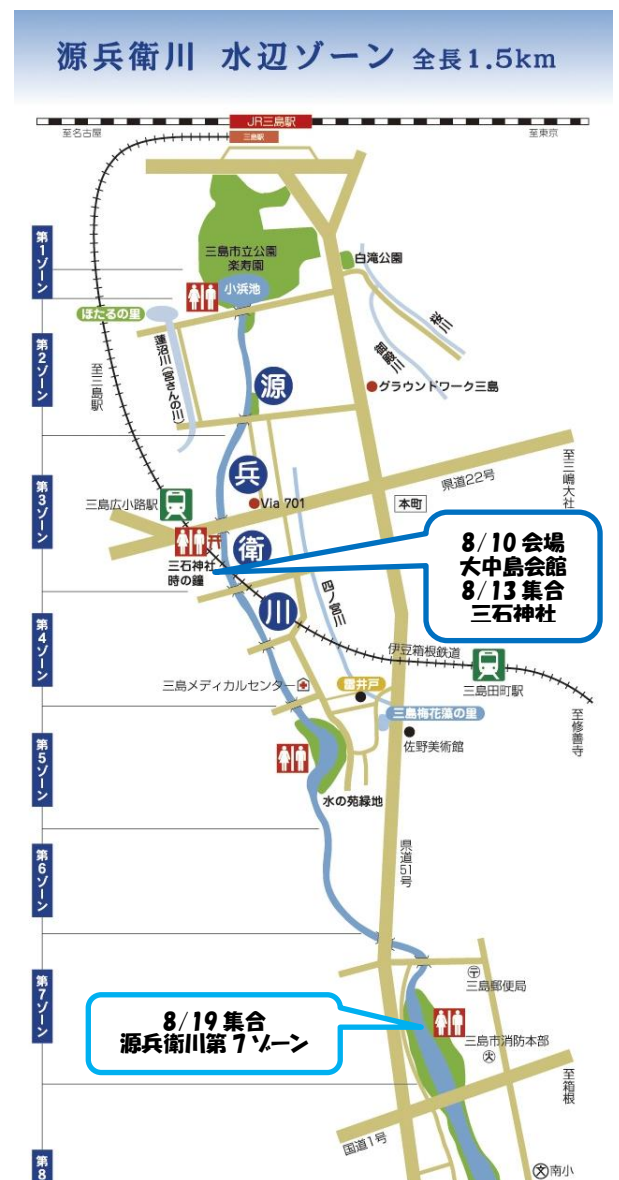 源兵衛川 水辺ゾーン 全長1.5km
JR三島駅
三島駅
至名古屋
至東京
第1ゾーン
三島市立公園
楽寿園
小浜池
白滝公園
ほたるの里
桜川
御殿川
蓮沼川(宮さんの川)
第2ゾーン
至三島駅
源
グラウンドワーク三島
兵
県道22号
至三嶋大社
第3ゾーン
三島広小路駅
Via 701
本町
衛
三石神社
時の鐘
8/10 会場
大中島会館
8/13 集合
三石神社
四ノ宮川
川
第4ゾーン
伊豆箱根鉄道
三島田町駅
三島メディカルセンター
雷井戸
三島梅花藻の里
至修善寺
佐野美術館
第5ゾーン
水の苑緑地
県道51号
第6ゾーン
三島郵便局
第7ゾーン
8/19 集合
源兵衛川第7ゾーン
三島市消防本部
火
至箱根
国道1号
第8
文南小